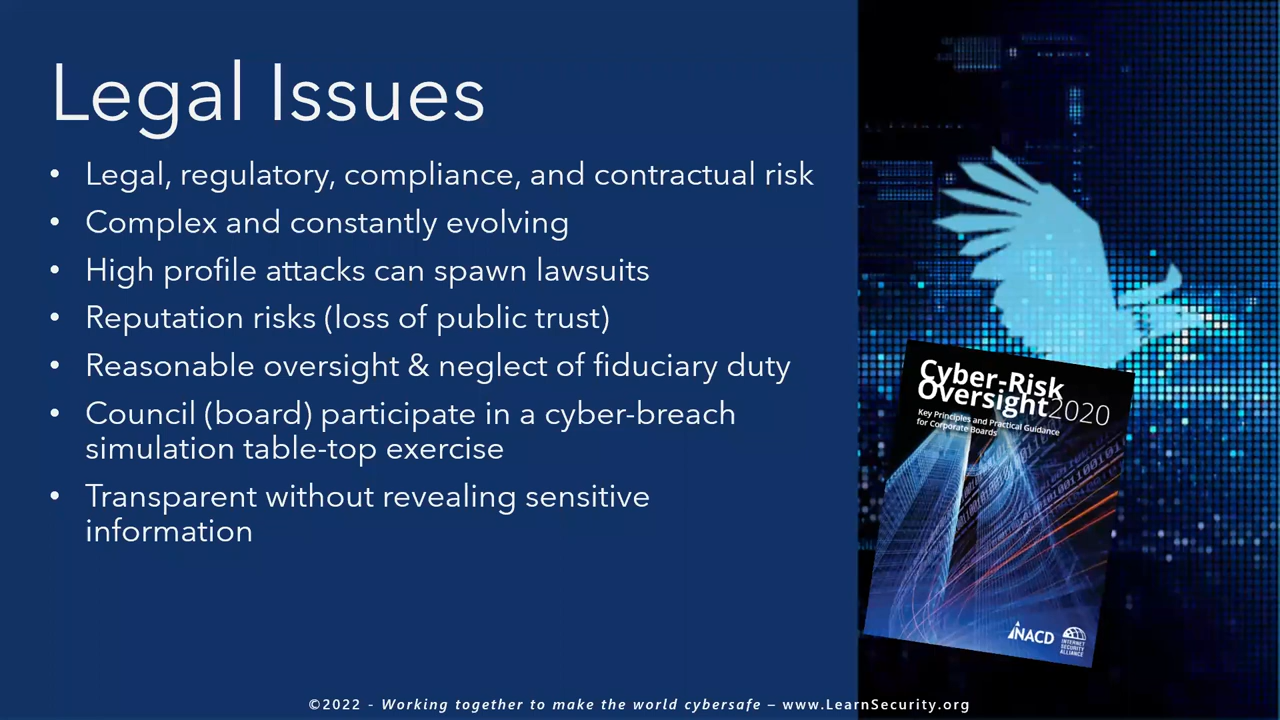 Legal Issues
• Legal, regulatory, compliance, and contractual risk
• Complex and constantly evolving
• High profile attacks can spawn lawsuits
• Reputation risks (loss of public trust)
• Reasonable oversight & neglect of fiduciary duty
• Council (board) participate in a cyber-breach
simulation table-top exercise
• Transparent without revealing sensitive
information
Cyber-Risk
Oversight2020
Key Principles and Practical Guidance
for Corporate Boards
NACD
INTERNET
SECURITY
ALLIANCE
©2022 - Working together to make the world cybersafe – www.LearnSecurity.org